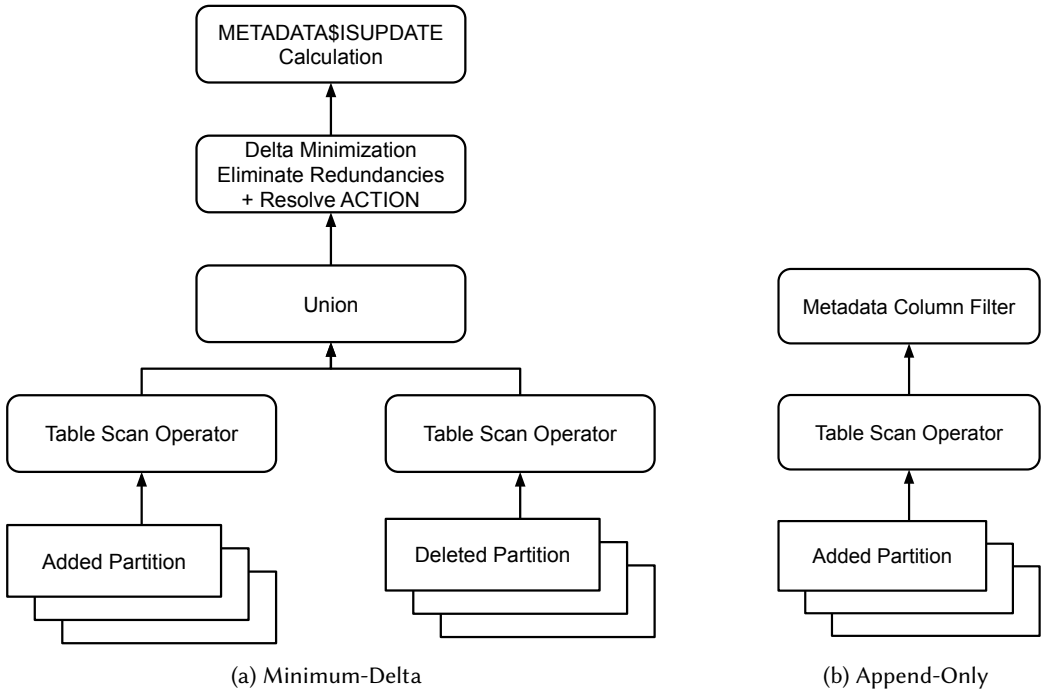 METADATA$ISUPDATE
Calculation
Delta Minimization
Eliminate Redundancies
+ Resolve ACTION
Union
Table Scan Operator
Table Scan Operator
Added Partition
Deleted Partition
(a) Minimum-Delta
Metadata Column Filter
Table Scan Operator
Added Partition
(b) Append-Only